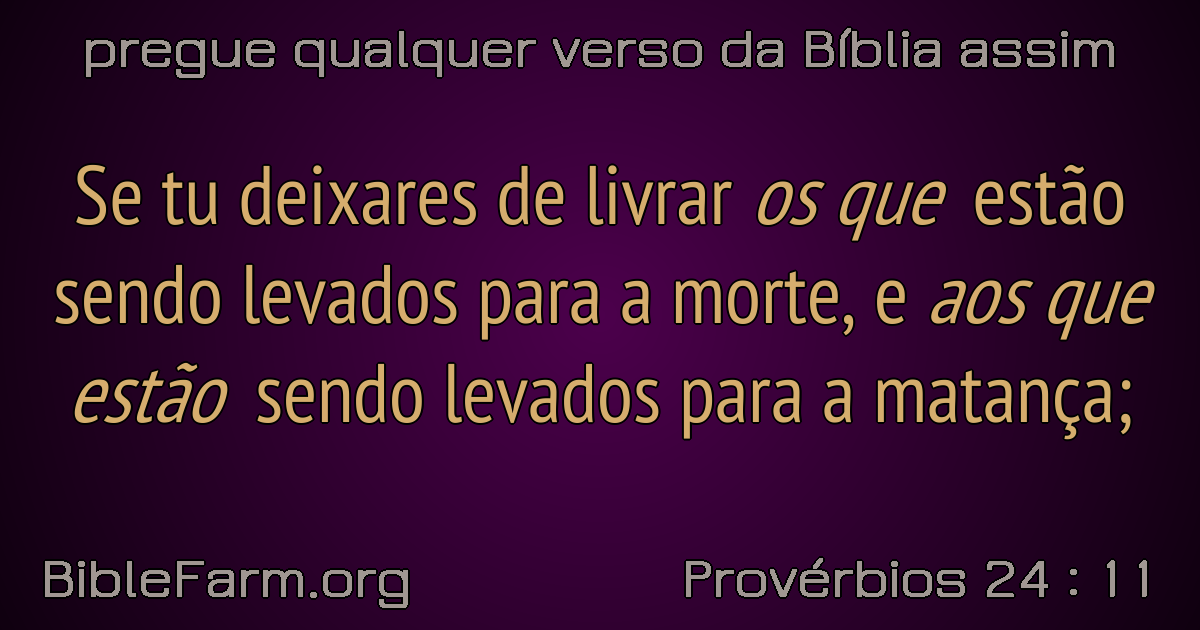 pregue qualquer verso da Bíblia assim
Se tu deixares de livrar os que estão
sendo levados para a morte, e aos que
estão sendo levados para a matança;
BibleFarm.org
Provérbios 24 : 11